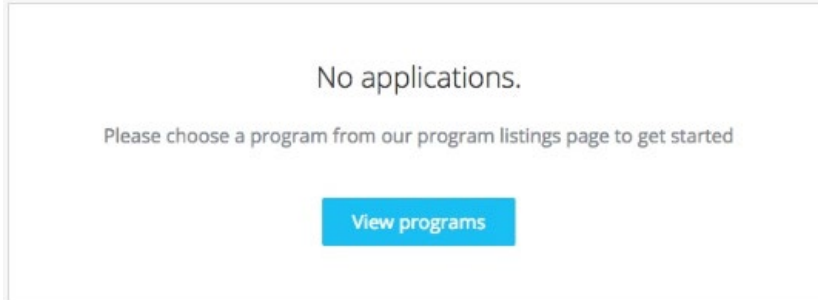 No applications.
Please choose a program from our program listings page to get started
View programs